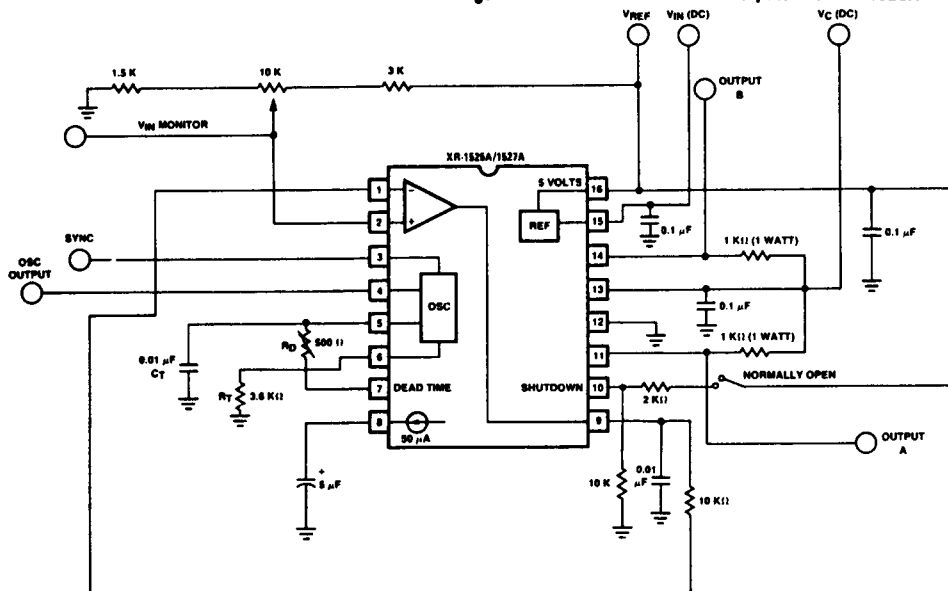 VREF
VIN (DC)
VC (DC)
1.5 K
10 K
3 K
OUTPUT
B
VIN MONITOR
XR-1525A/1527A
5 VOLTS
REF
1
2
3
4
5
6
7
8
16
15
14
13
12
11
10
9
0.1 µF
0.1 µF
1 KΩ (1 WATT)
SYNC
OSC
OUTPUT
OSC
0.1 µF
1 KΩ (1 WATT)
0.01 µF
CT
RD
500 Ω
RT
3.6 KΩ
DEAD TIME
SHUTDOWN
NORMALLY OPEN
2 KΩ
50 µA
OUTPUT
A
+
5 µF
10 K
0.01
µF
10 KΩ